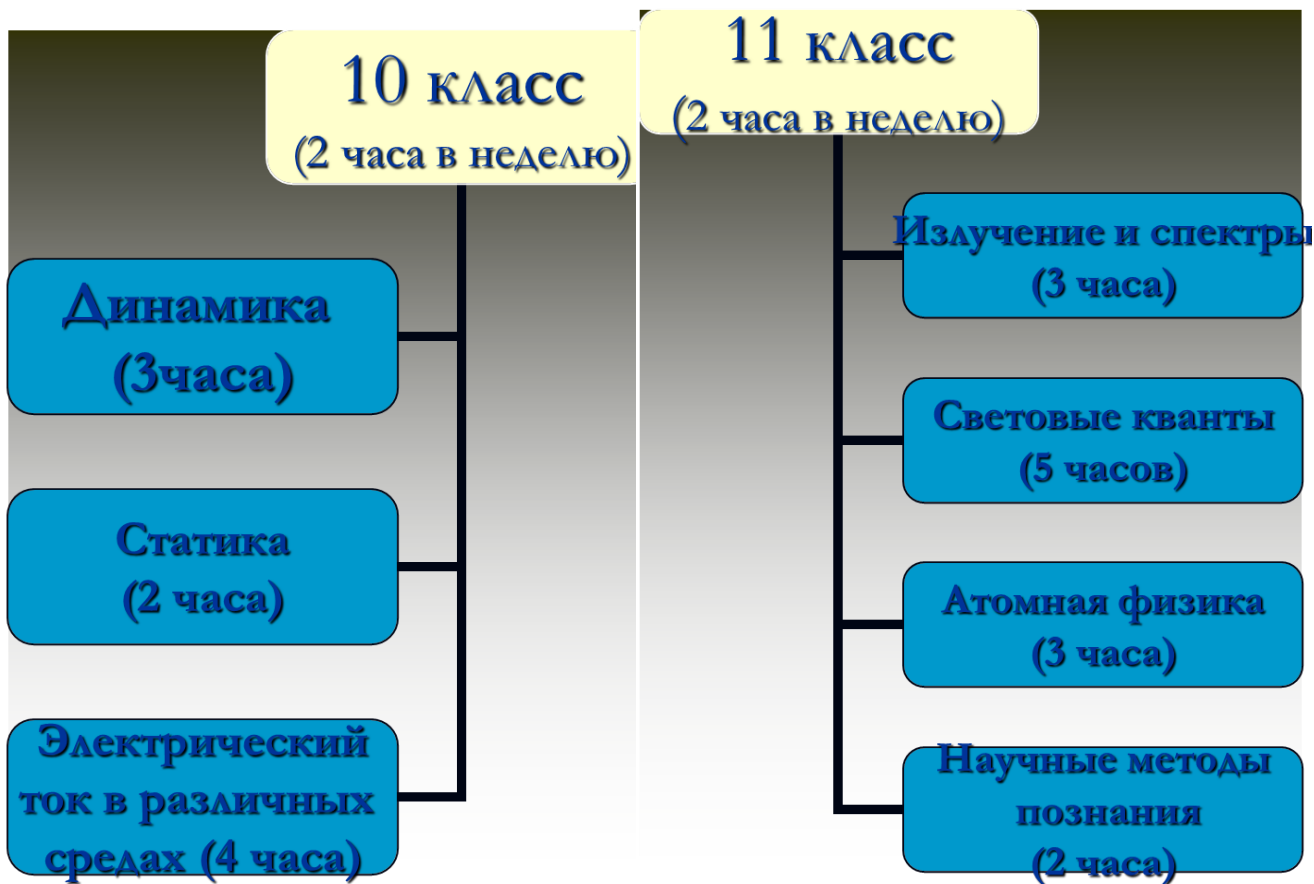 10 класс
(2 часа в неделю)
Динамика
(3часа)
Статика
(2 часа)
Электрический
ток в различных
средах (4 часа)
11 класс
(2 часа в неделю)
Излучение и спектры
(3 часа)
Световые кванты
(5 часов)
Атомная физика
(3 часа)
Научные методы
познания
(2 часа)